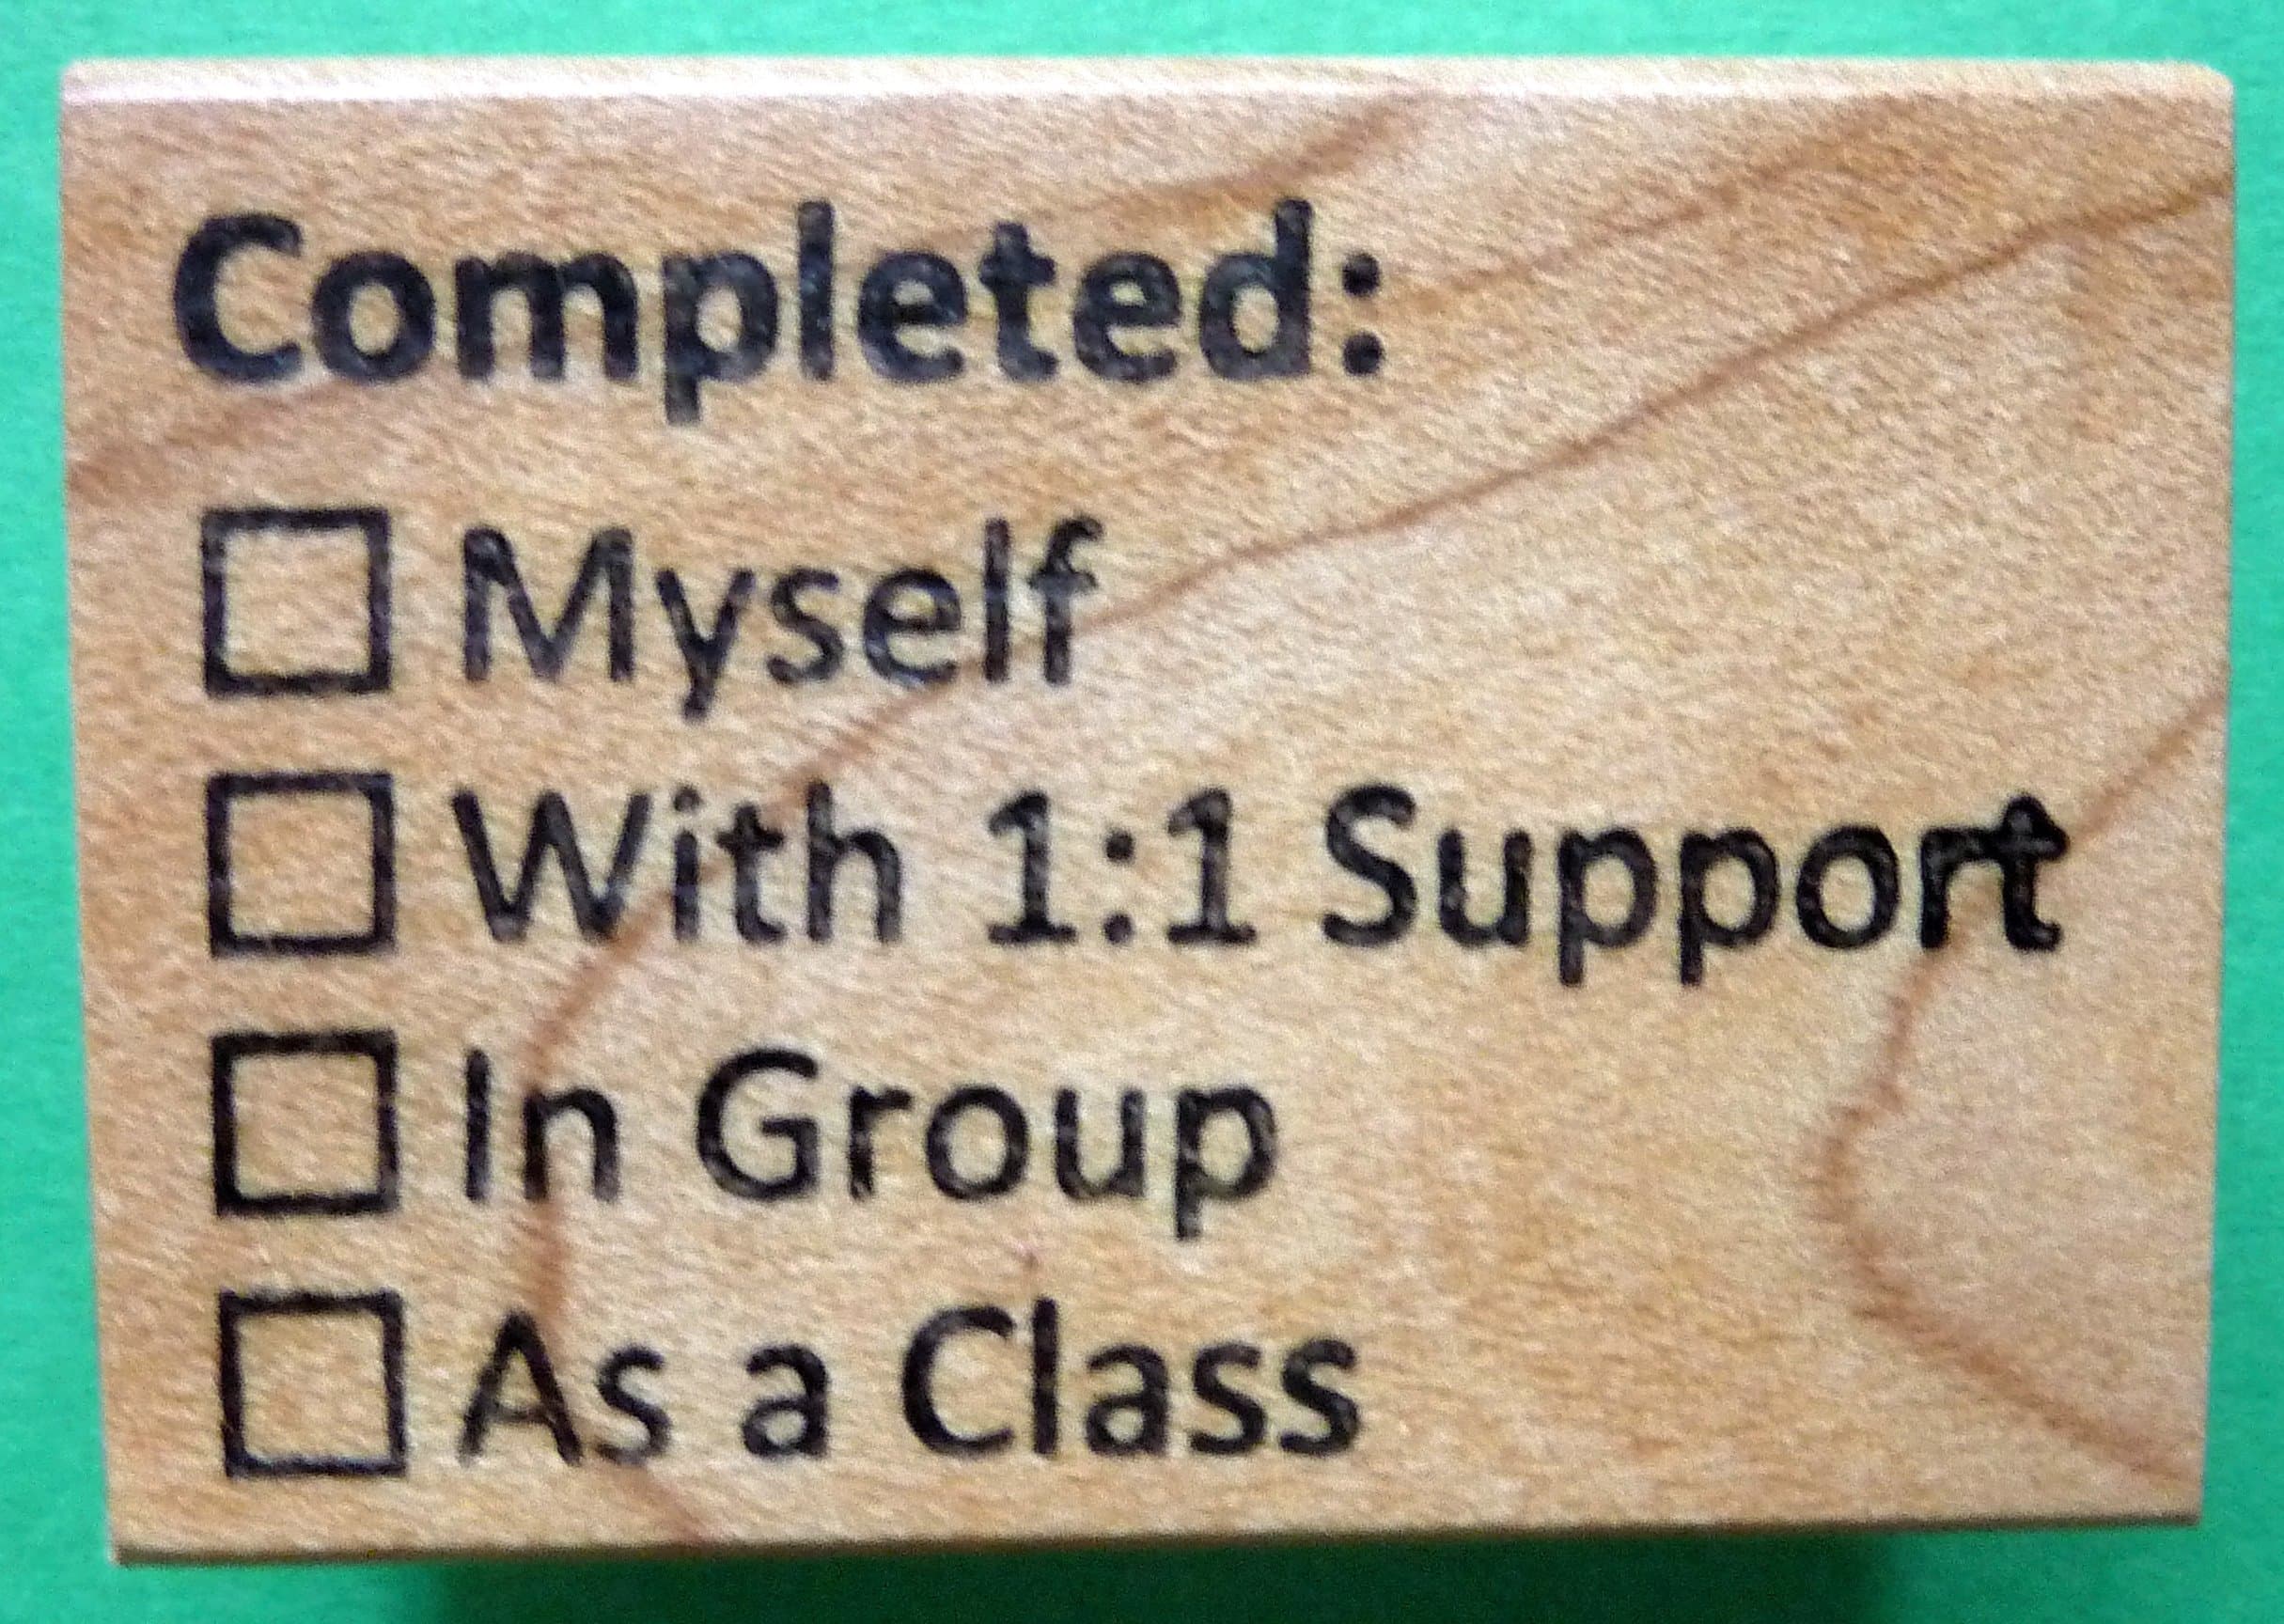 Completed:
Myself
With 1:1 Support
In Group
As a Class